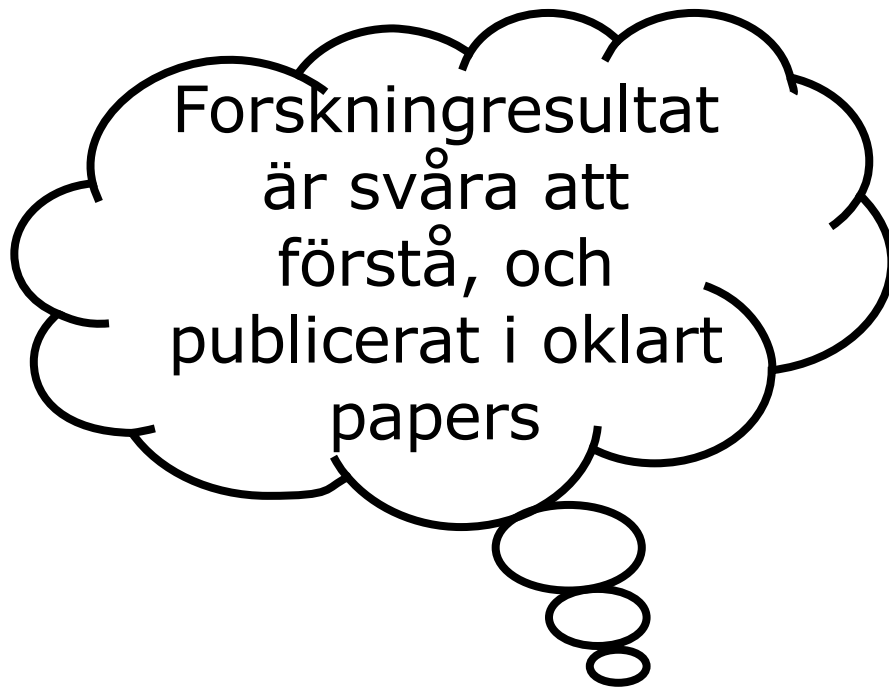 Forskningresultat
är svåra att
förstå, och
publicerat i oklart
papers